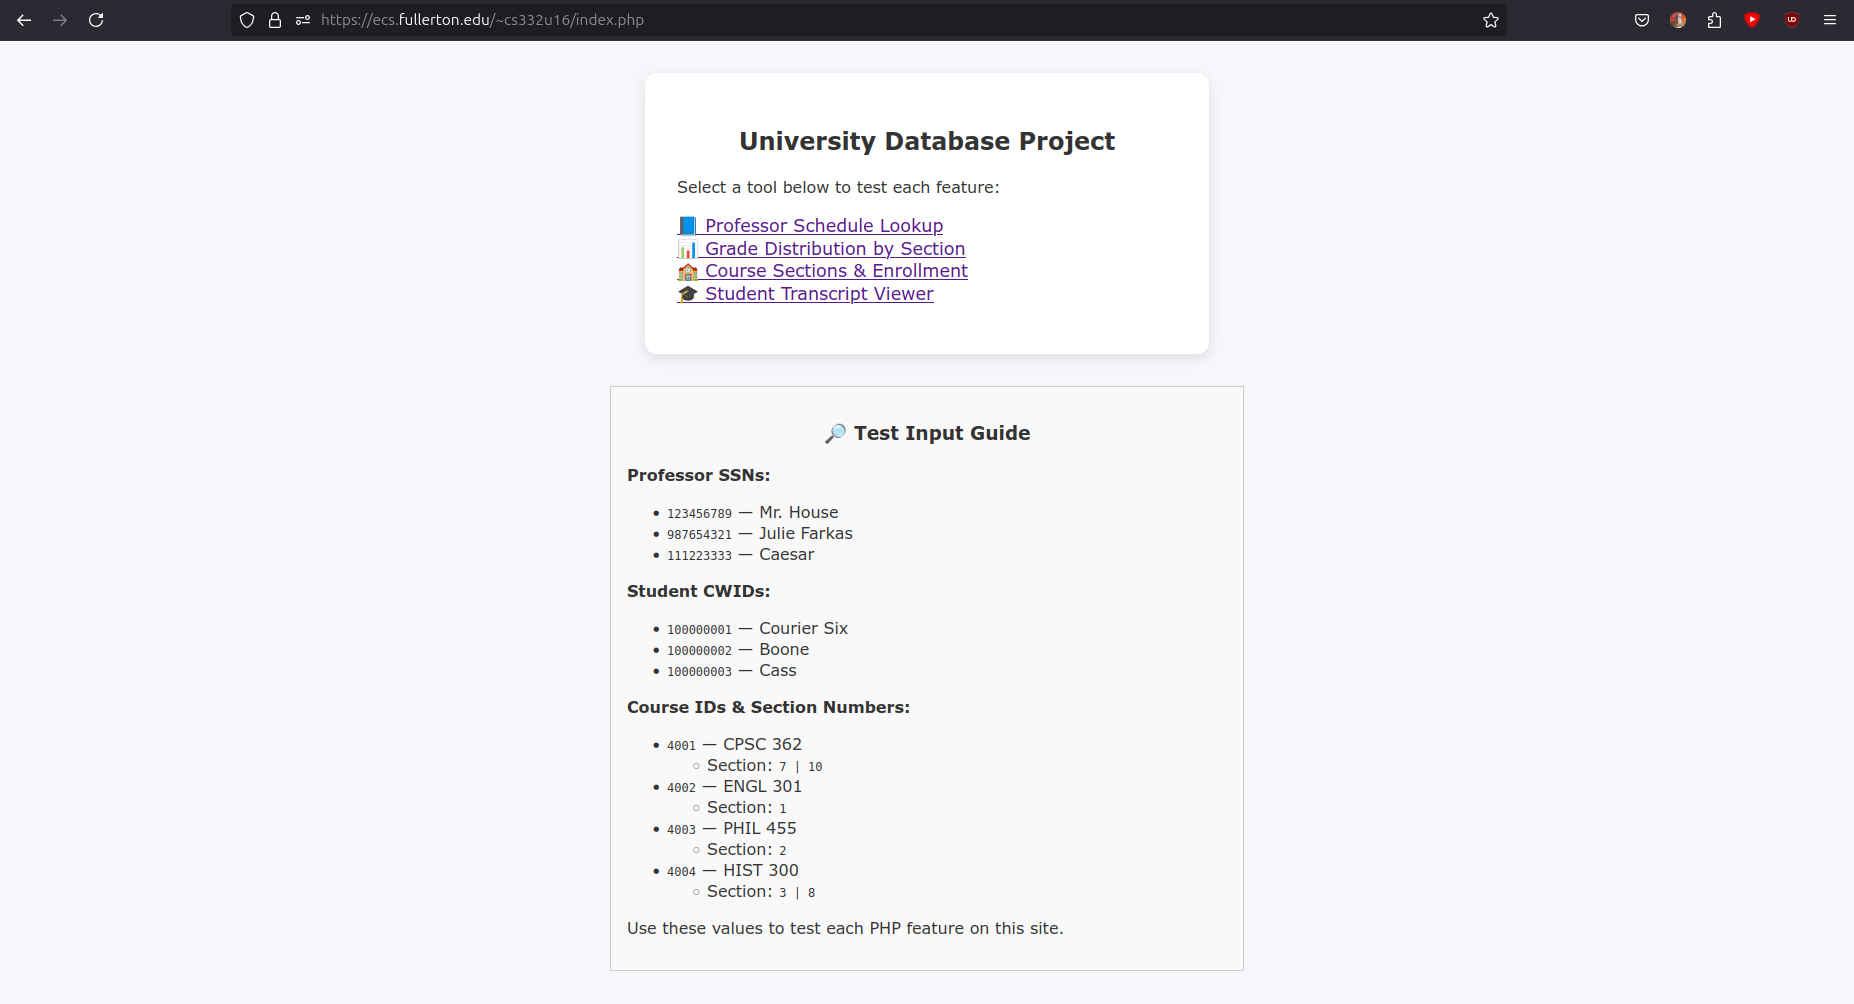 https://ecs.fullerton.edu/~cs332u16/index.php
University Database Project
Select a tool below to test each feature:
📘 Professor Schedule Lookup
📊 Grade Distribution by Section
🏫 Course Sections & Enrollment
🎓 Student Transcript Viewer
🔎 Test Input Guide
Professor SSNs:
• 123456789 — Mr. House
• 987654321 — Julie Farkas
• 111223333 — Caesar
Student CWIDs:
• 100000001 — Courier Six
• 100000002 — Boone
• 100000003 — Cass
Course IDs & Section Numbers:
• 4001 — CPSC 362
◦ Section: 7 | 10
• 4002 — ENGL 301
◦ Section: 1
• 4003 — PHIL 455
◦ Section: 2
• 4004 — HIST 300
◦ Section: 3 | 8
Use these values to test each PHP feature on this site.